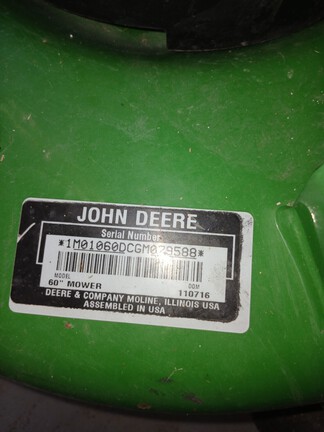 JOHN DEERE
Serial Number
*1M01060DCGM079588*
MODEL DOM
60" MOWER 110716
DEERE & COMPANY MOLINE, ILLINOIS USA
ASSEMBLED IN USA